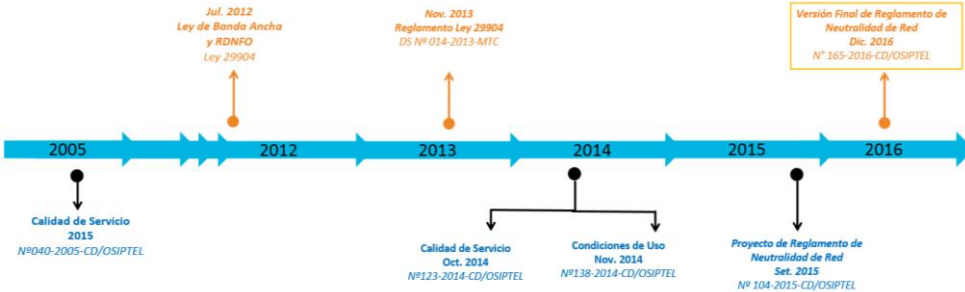 Jul. 2012
Ley de Banda Ancha
y RDNFO
Ley 29904
Nov. 2013
Reglamento Ley 29904
DS Nº 014-2013-MTC
Versión Final de Reglamento de
Neutralidad de Red
Dic. 2016
N° 165-2016-CD/OSIPTEL
2005
2012
2013
2014
2015
2016
Calidad de Servicio
2015
Nº040-2005-CD/OSIPTEL
Calidad de Servicio
Oct. 2014
Nº123-2014-CD/OSIPTEL
Condiciones de Uso
Nov. 2014
Nº138-2014-CD/OSIPTEL
Proyecto de Reglamento de
Neutralidad de Red
Set. 2015
Nº 104-2015-CD/OSIPTEL